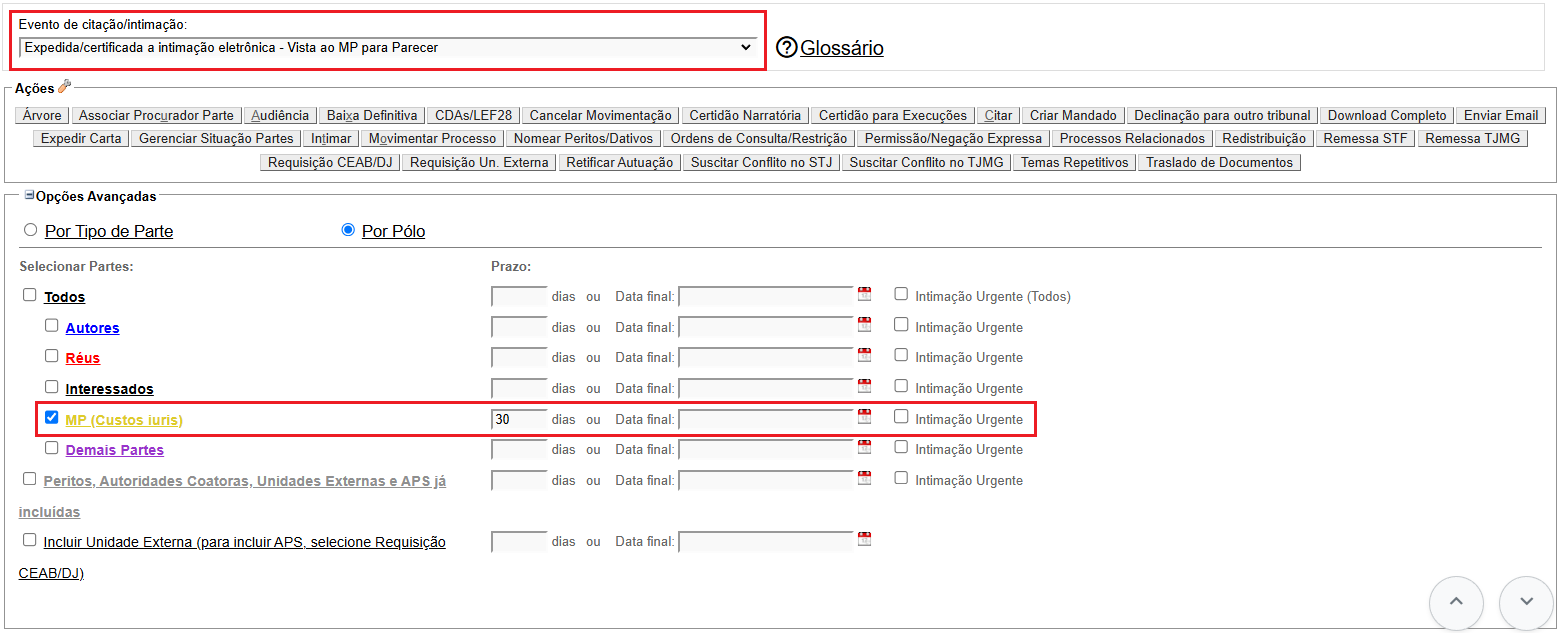 Evento de citação/intimação:
Expedida/certificada a intimação eletrônica - Vista ao MP para Parecer
Glossário
Ações
Árvore Associar Procurador Parte Audiência Baixa Definitiva CDAs/LEF28 Cancelar Movimentação Certidão Narratória Certidão para Execuções Citar Criar Mandado Declinação para outro tribunal Download Completo Enviar Email
Expedir Carta Gerenciar Situação Partes Intimar Movimentar Processo Nomear Peritos/Dativos Ordens de Consulta/Restrição Permissão/Negação Expressa Processos Relacionados Redistribuição Remessa STF Remessa TJMG
Requisição CEAB/DJ Requisição Un. Externa Retificar Autuação Suscitar Conflito no STJ Suscitar Conflito no TJMG Temas Repetitivos Traslado de Documentos
Opções Avançadas
Por Tipo de Parte Por Pólo
Selecionar Partes: Prazo:
Todos dias ou Data final: Intimação Urgente (Todos)
Autores dias ou Data final: Intimação Urgente
Réus dias ou Data final: Intimação Urgente
Interessados dias ou Data final: Intimação Urgente
MP (Custos iuris) 30 dias ou Data final: Intimação Urgente
Demais Partes dias ou Data final: Intimação Urgente
Peritos, Autoridades Coatoras, Unidades Externas e APS já dias ou Data final: Intimação Urgente
incluídas
Incluir Unidade Externa (para incluir APS, selecione Requisição dias ou Data final:
CEAB/DJ)